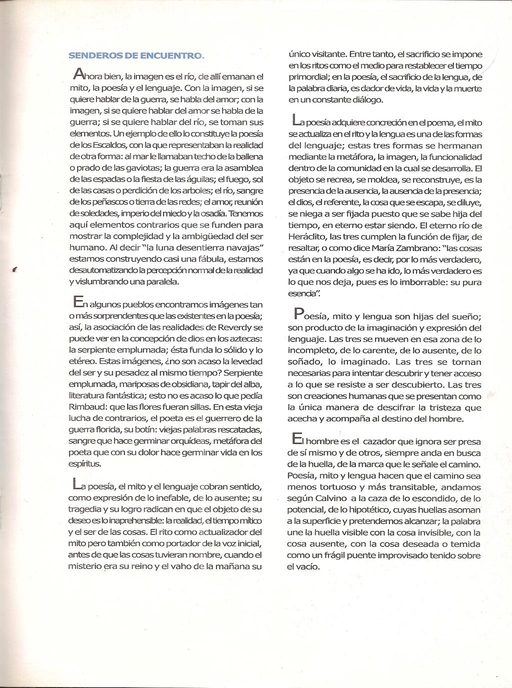 SENDEROS DE ENCUENTRO.
Ahora bien, la imagen es el río, de allí emanan el
mito, la poesía y el lenguaje. Con la imagen, si se
quiere hablar de la guerra, se habla del amor; con la
imagen, si se quiere hablar del amor se habla de la
guerra; si se quiere hablar del río, se toman sus
elementos. Un ejemplo de ello lo constituye la poesía
de los Escaldos, con la que representaban la realidad
de otra forma: al mar le llamaban techo de la ballena
o prado de las gaviotas; la guerra era la asamblea
de las espadas o la fiesta de las águilas; el fuego, sol
de las casas o perdición de los arboles; el río, sangre
de los peñascos o tierra de las redes; el amor, reunión
de soledades, imperio del miedo y la osadía. Tenemos
aquí elementos contrarios que se funden para
mostrar la complejidad y la ambigüedad del ser
humano. Al decir "la luna desentierra navajas"
estamos construyendo casi una fábula, estamos
desautomatizando la percepción normal de la realidad
y vislumbrando una paralela.
En algunos pueblos encontramos imágenes tan
o más sorprendentes que las existentes en la poesía;
así, la asociación de las realidades de Reverdy se
puede ver en la concepción de dios en los aztecas:
la serpiente emplumada; ésta funda lo sólido y lo
etéreo. Estas imágenes, ¿no son acaso la levedad
del ser y su pesadez al mismo tiempo? Serpiente
emplumada, mariposas de obsidiana, tapir del alba,
literatura fantástica; esto no es acaso lo que pedía
Rimbaud: que las flores fueran sillas. En esta vieja
lucha de contrarios, el poeta es el guerrero de la
guerra florida, su botín: viejas palabras rescatadas,
sangre que hace germinar orquídeas, metáfora del
poeta que con su dolor hace germinar vida en los
espíritus.
La poesía, el mito y el lenguaje cobran sentido,
como expresión de lo inefable, de lo ausente; su
tragedia y su logro radican en que el objeto de su
deseo es lo inaprehensible: la realidad, el tiempo mítico
y el ser de las cosas. El rito como actualizador del
mito pero también como portador de la voz inicial,
antes de que las cosas tuvieran nombre, cuando el
misterio era su reino y el vaho de la mañana su
único visitante. Entre tanto, el sacrificio se impone
en los ritos como el medio para restablecer el tiempo
primordial; en la poesía, el sacrificio de la lengua, de
la palabra diaria, es dador de vida, la vida y la muerte
en un constante diálogo.
La poesía adquiere concreción en el poema, el mito
se actualiza en el rito y la lengua es una de las formas
del lenguaje; estas tres formas se hermanan
mediante la metáfora, la imagen, la funcionalidad
dentro de la comunidad en la cual se desarrolla. El
objeto se recrea, se moldea, se reconstruye, es la
presencia de la ausencia, la ausencia de la presencia;
el dios, el referente, la cosa que se escapa, se diluye,
se niega a ser fijada puesto que se sabe hija del
tiempo, en eterno estar siendo. El eterno río de
Heráclito, las tres cumplen la función de fijar, de
resaltar, o como dice María Zambrano: "las cosas
están en la poesía, es decir, por lo más verdadero,
ya que cuando algo se ha ido, lo más verdadero es
lo que nos deja, pues es lo imborrable: su pura
esencia".
Poesía, mito y lengua son hijas del sueño;
son producto de la imaginación y expresión del
lenguaje. Las tres se mueven en esa zona de lo
incompleto, de lo carente, de lo ausente, de lo
soñado, lo imaginado. Las tres se tornan
necesarias para intentar descubrir y tener acceso
a lo que se resiste a ser descubierto. Las tres
son creaciones humanas que se presentan como
la única manera de descifrar la tristeza que
acecha y acompaña al destino del hombre.
El hombre es el cazador que ignora ser presa
de sí mismo y de otros, siempre anda en busca
de la huella, de la marca que le señale el camino.
Poesía, mito y lengua hacen que el camino sea
menos tortuoso y más transitable, andamos
según Calvino a la caza de lo escondido, de lo
potencial, de lo hipotético, cuyas huellas asoman
a la superficie y pretendemos alcanzar; la palabra
une la huella visible con la cosa invisible, con la
cosa ausente, con la cosa deseada o temida
como un frágil puente improvisado tenido sobre
el vacío.